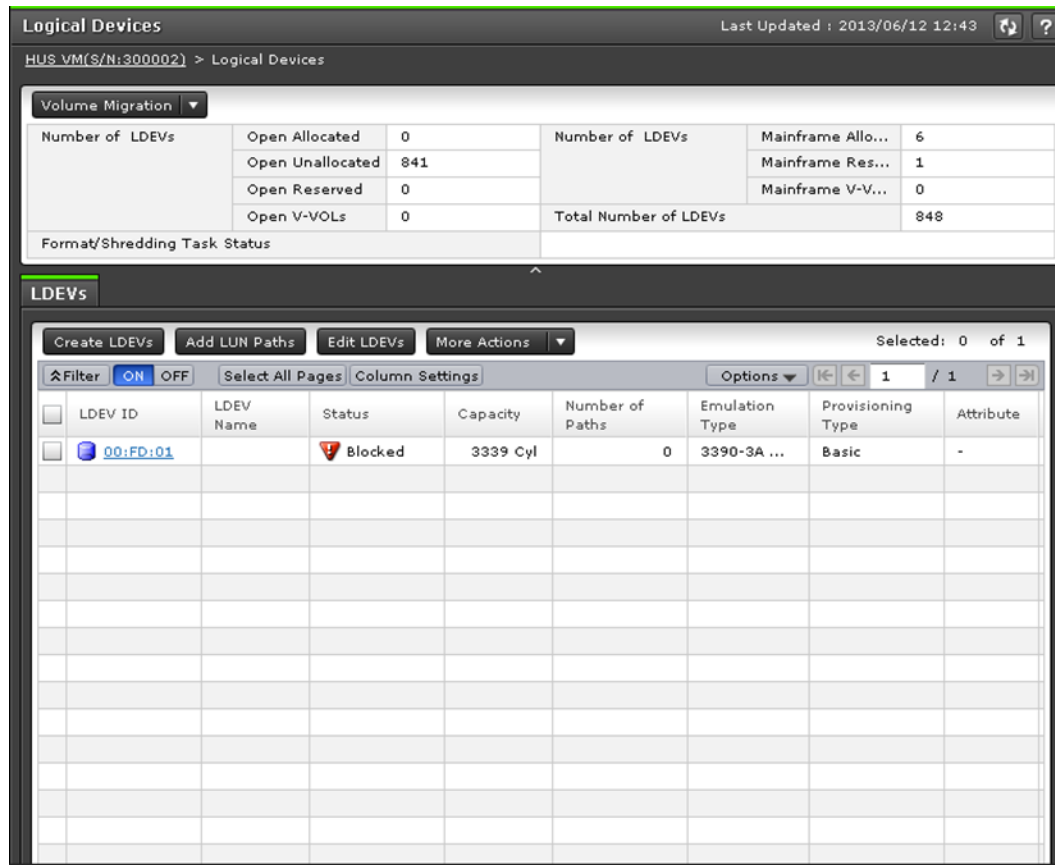 Logical Devices
Last Updated : 2013/06/12 12:43
?
HUS VM(S/N:300002) > Logical Devices
Volume Migration
Number of LDEVs
Open Allocated 0
Open Unallocated 841
Open Reserved 0
Open V-VOLs 0
Number of LDEVs
Mainframe Allo... 6
Mainframe Res... 1
Mainframe V-V... 0
Total Number of LDEVs 848
Format/Shredding Task Status
LDEVs
Create LDEVs Add LUN Paths Edit LDEVs More Actions
Selected: 0 of 1
Filter ON OFF Select All Pages Column Settings Options 1 / 1
LDEV ID LDEV Name Status Capacity Number of Paths Emulation Type Provisioning Type Attribute
00:FD:01 Blocked 3339 Cyl 0 3390-3A ... Basic -